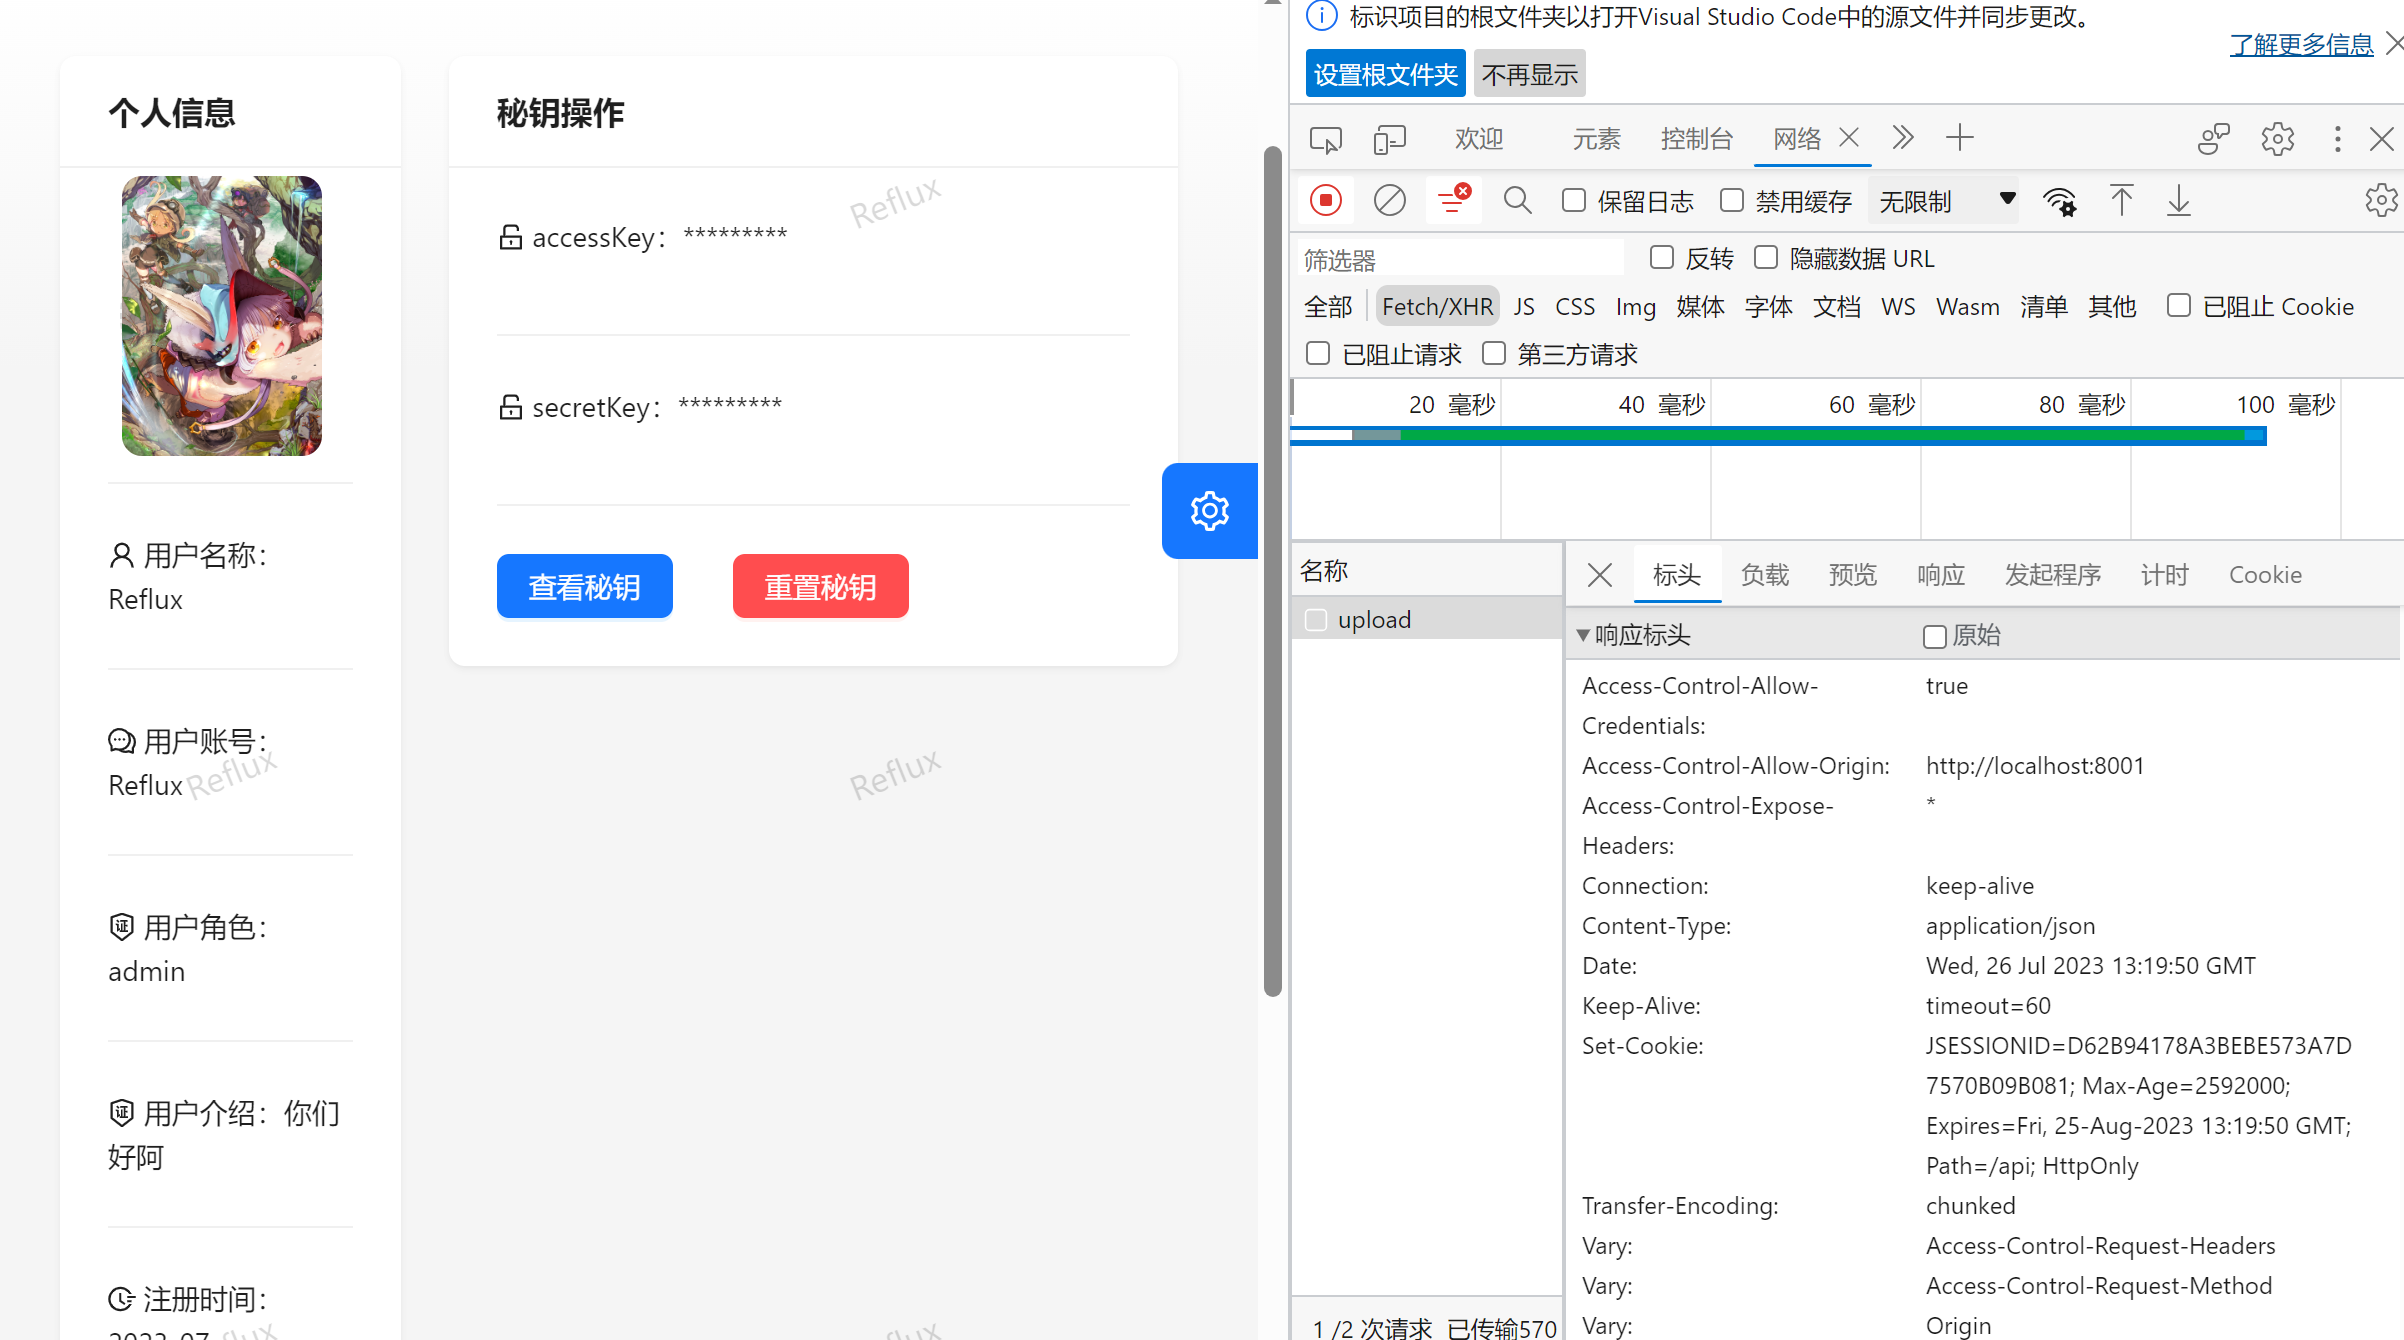 个人信息
用户名称：
Reflux
用户账号：
Reflux
Reflux
用户角色：
admin
用户介绍：你们
好阿
注册时间：
秘钥操作
Reflux
accessKey：*********
secretKey：*********
查看秘钥 重置秘钥
Reflux
标识项目的根文件夹以打开Visual Studio Code中的源文件并同步更改。
了解更多信息
设置根文件夹 不再显示
欢迎 元素 控制台 网络
保留日志 禁用缓存 无限制
筛选器 反转 隐藏数据 URL
全部 Fetch/XHR JS CSS Img 媒体 字体 文档 WS Wasm 清单 其他 已阻止 Cookie
已阻止请求 第三方请求
20 毫秒 40 毫秒 60 毫秒 80 毫秒 100 毫秒
名称
upload
1 /2 次请求 已传输570
标头 负载 预览 响应 发起程序 计时 Cookie
响应标头 原始
Access-Control-Allow- true
Credentials:
Access-Control-Allow-Origin: http://localhost:8001
Access-Control-Expose- *
Headers:
Connection: keep-alive
Content-Type: application/json
Date: Wed, 26 Jul 2023 13:19:50 GMT
Keep-Alive: timeout=60
Set-Cookie: JSESSIONID=D62B94178A3BEBE573A7D
7570B09B081; Max-Age=2592000;
Expires=Fri, 25-Aug-2023 13:19:50 GMT;
Path=/api; HttpOnly
Transfer-Encoding: chunked
Vary: Access-Control-Request-Headers
Vary: Access-Control-Request-Method
Vary: Origin